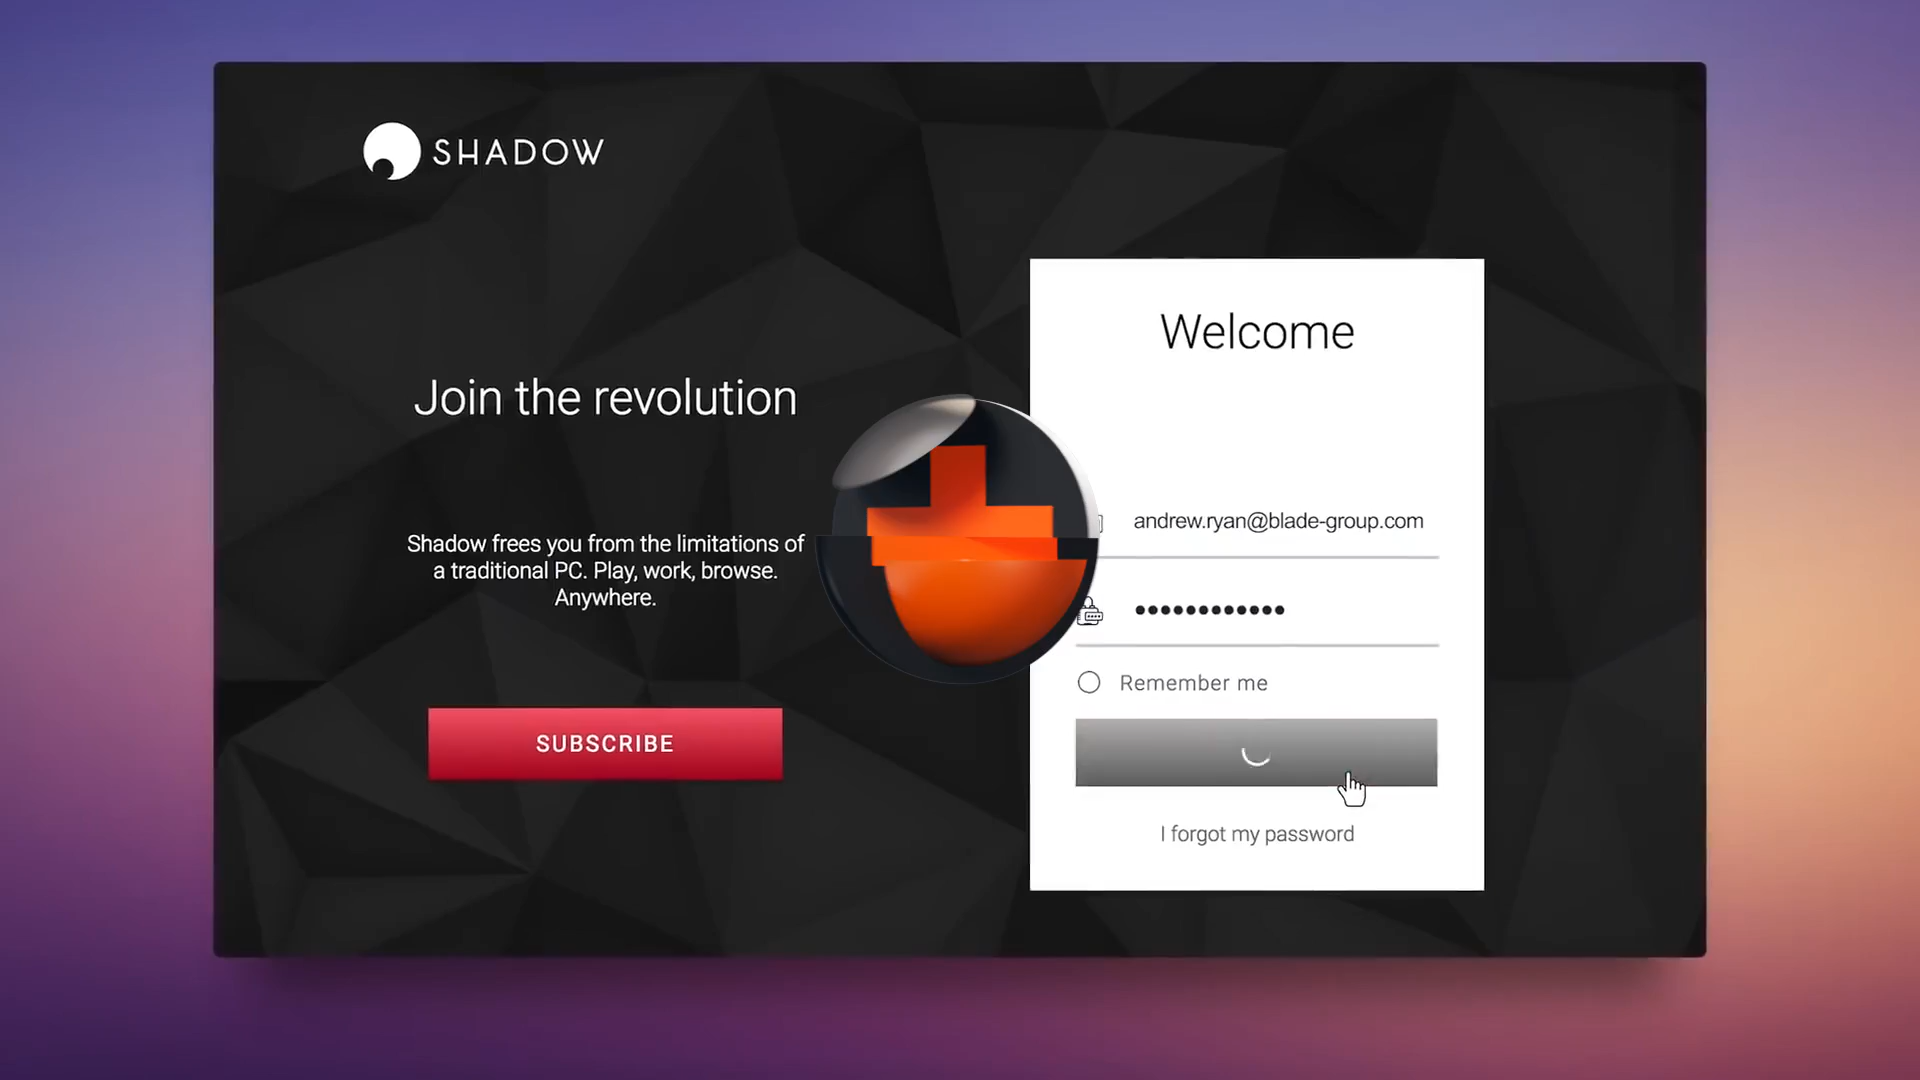 SHADOW
Join the revolution
Shadow frees you from the limitations of
a traditional PC. Play, work, browse.
Anywhere.
SUBSCRIBE
Welcome
andrew.ryan@blade-group.com
Remember me
I forgot my password